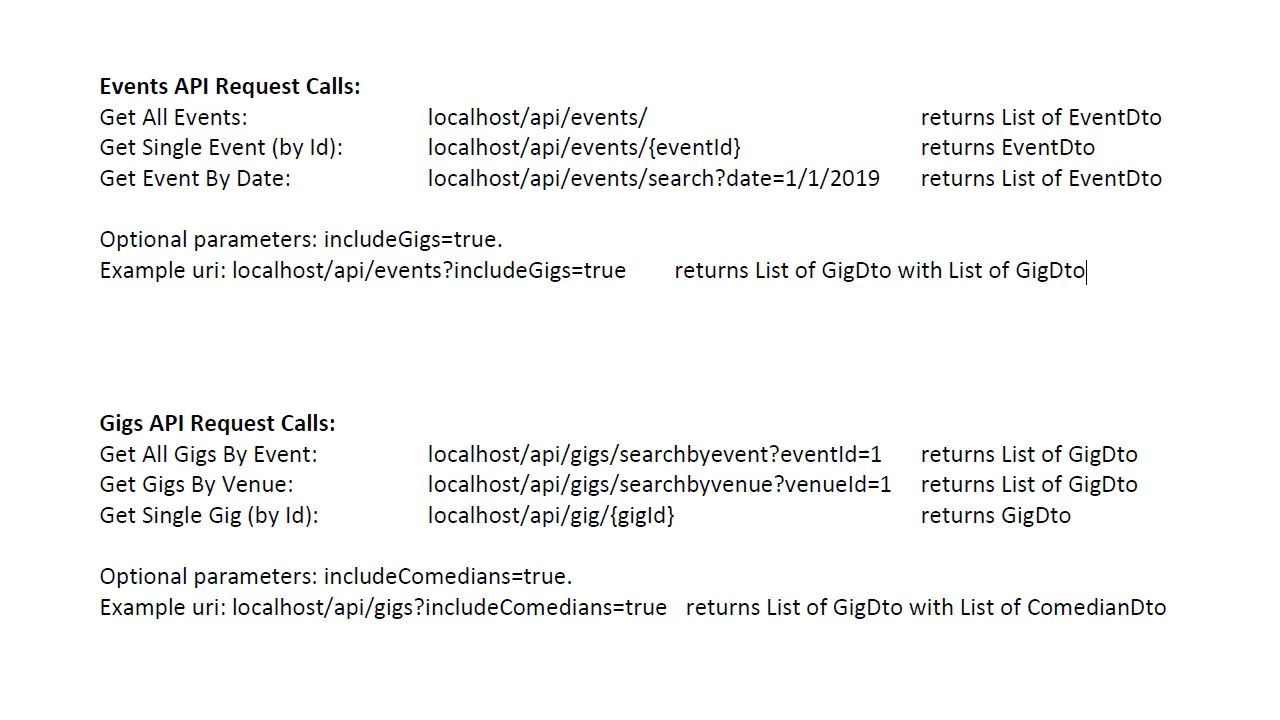 Events API Request Calls:
Get All Events: localhost/api/events/ returns List of EventDto
Get Single Event (by Id): localhost/api/events/{eventId} returns EventDto
Get Event By Date: localhost/api/events/search?date=1/1/2019 returns List of EventDto
Optional parameters: includeGigs=true.
Example uri: localhost/api/events?includeGigs=true returns List of GigDto with List of GigDto
Gigs API Request Calls:
Get All Gigs By Event: localhost/api/gigs/searchbyevent?eventId=1 returns List of GigDto
Get Gigs By Venue: localhost/api/gigs/searchbyvenue?venueId=1 returns List of GigDto
Get Single Gig (by Id): localhost/api/gig/{gigId} returns GigDto
Optional parameters: includeComedians=true.
Example uri: localhost/api/gigs?includeComedians=true returns List of GigDto with List of ComedianDto